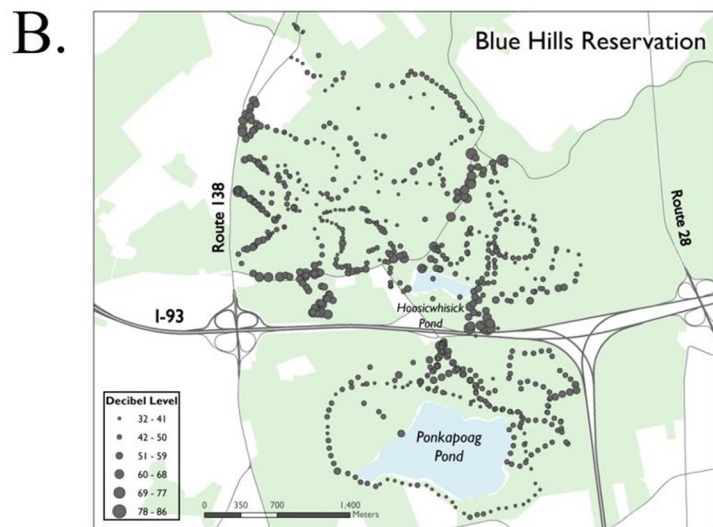 B.
Blue Hills Reservation
Route 138
Route 28
Hoosicwhisick
Pond
I-93
Ponkapoag
Pond
Decibel Level
32 - 41
42 - 50
51 - 59
60 - 68
69 - 77
78 - 86
0 350 700 1,400
Meters